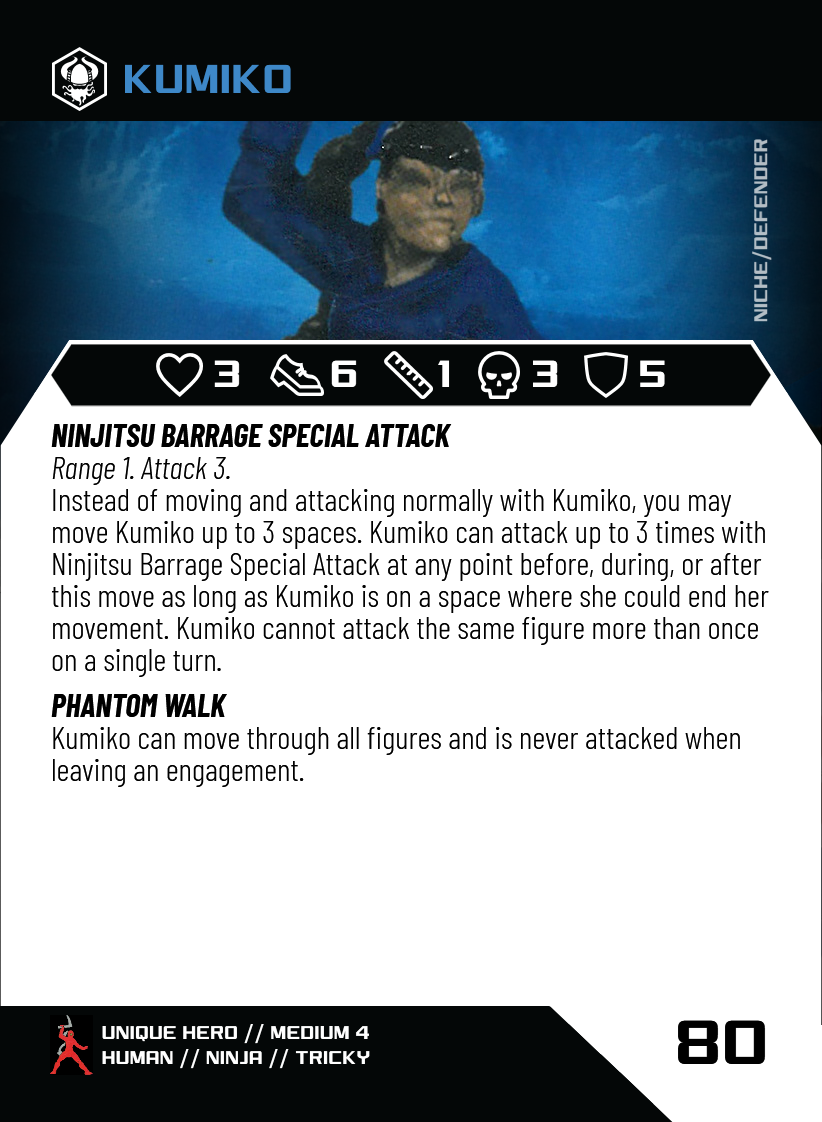 KUMIKO
NICHE/DEFENDER
3 6 1 3 5
NINJITSU BARRAGE SPECIAL ATTACK
Range 1. Attack 3.
Instead of moving and attacking normally with Kumiko, you may
move Kumiko up to 3 spaces. Kumiko can attack up to 3 times with
Ninjitsu Barrage Special Attack at any point before, during, or after
this move as long as Kumiko is on a space where she could end her
movement. Kumiko cannot attack the same figure more than once
on a single turn.
PHANTOM WALK
Kumiko can move through all figures and is never attacked when
leaving an engagement.
UNIQUE HERO // MEDIUM 4
HUMAN // NINJA // TRICKY
80